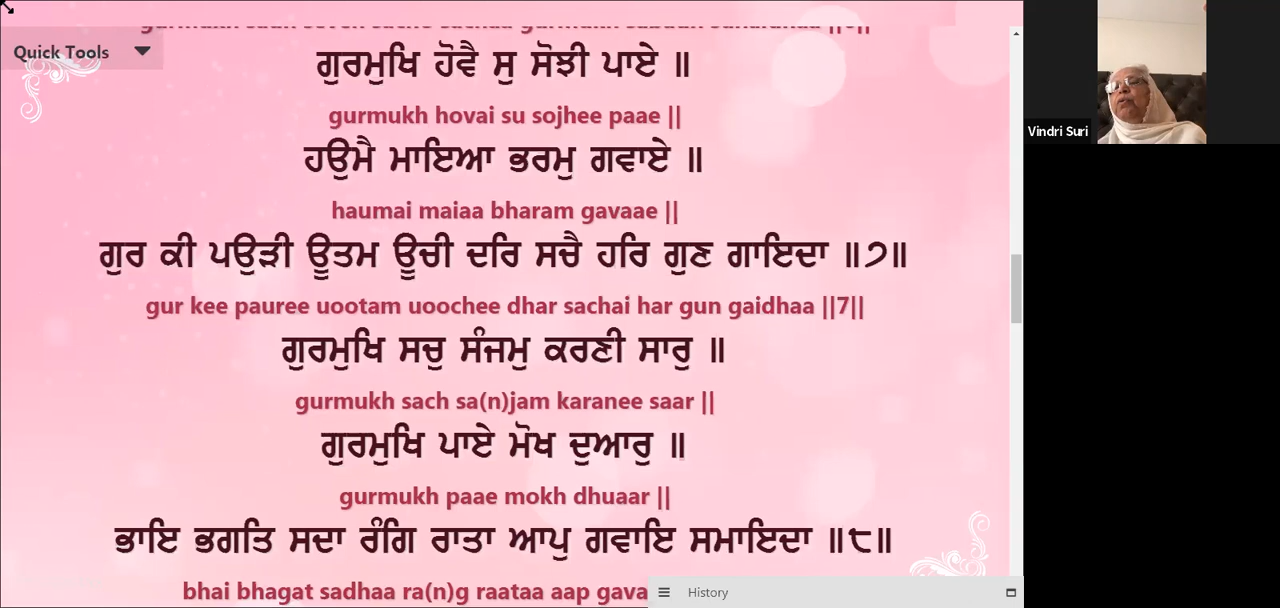 Quick Tools
ਗੁਰਮੁਖਿ ਹੋਵੈ ਸੁ ਸੋਝੀ ਪਾਏ ॥
gurmukh hovai su sojhee paae ||
ਹਉਮੈ ਮਾਇਆ ਭਰਮੁ ਗਵਾਏ ॥
haumai maiaa bharam gavaae ||
ਗੁਰ ਕੀ ਪਉੜੀ ਊਤਮ ਊਚੀ ਦਰਿ ਸਚੈ ਹਰਿ ਗੁਣ ਗਾਇਦਾ ॥੭॥
gur kee pauree uootam uoochee dhar sachai har gun gaidhaa ||7||
ਗੁਰਮੁਖਿ ਸਚੁ ਸੰਜਮੁ ਕਰਣੀ ਸਾਰੁ ॥
gurmukh sach sa(n)jam karanee saar ||
ਗੁਰਮੁਖਿ ਪਾਏ ਮੋਖ ਦੁਆਰੁ ॥
gurmukh paae mokh dhuaar ||
ਭਾਇ ਭਗਤਿ ਸਦਾ ਰੰਗਿ ਰਾਤਾ ਆਪੁ ਗਵਾਇ ਸਮਾਇਦਾ ॥੮॥
bhai bhagat sadhaa ra(n)g raataa aap gava
History
Vindri Suri